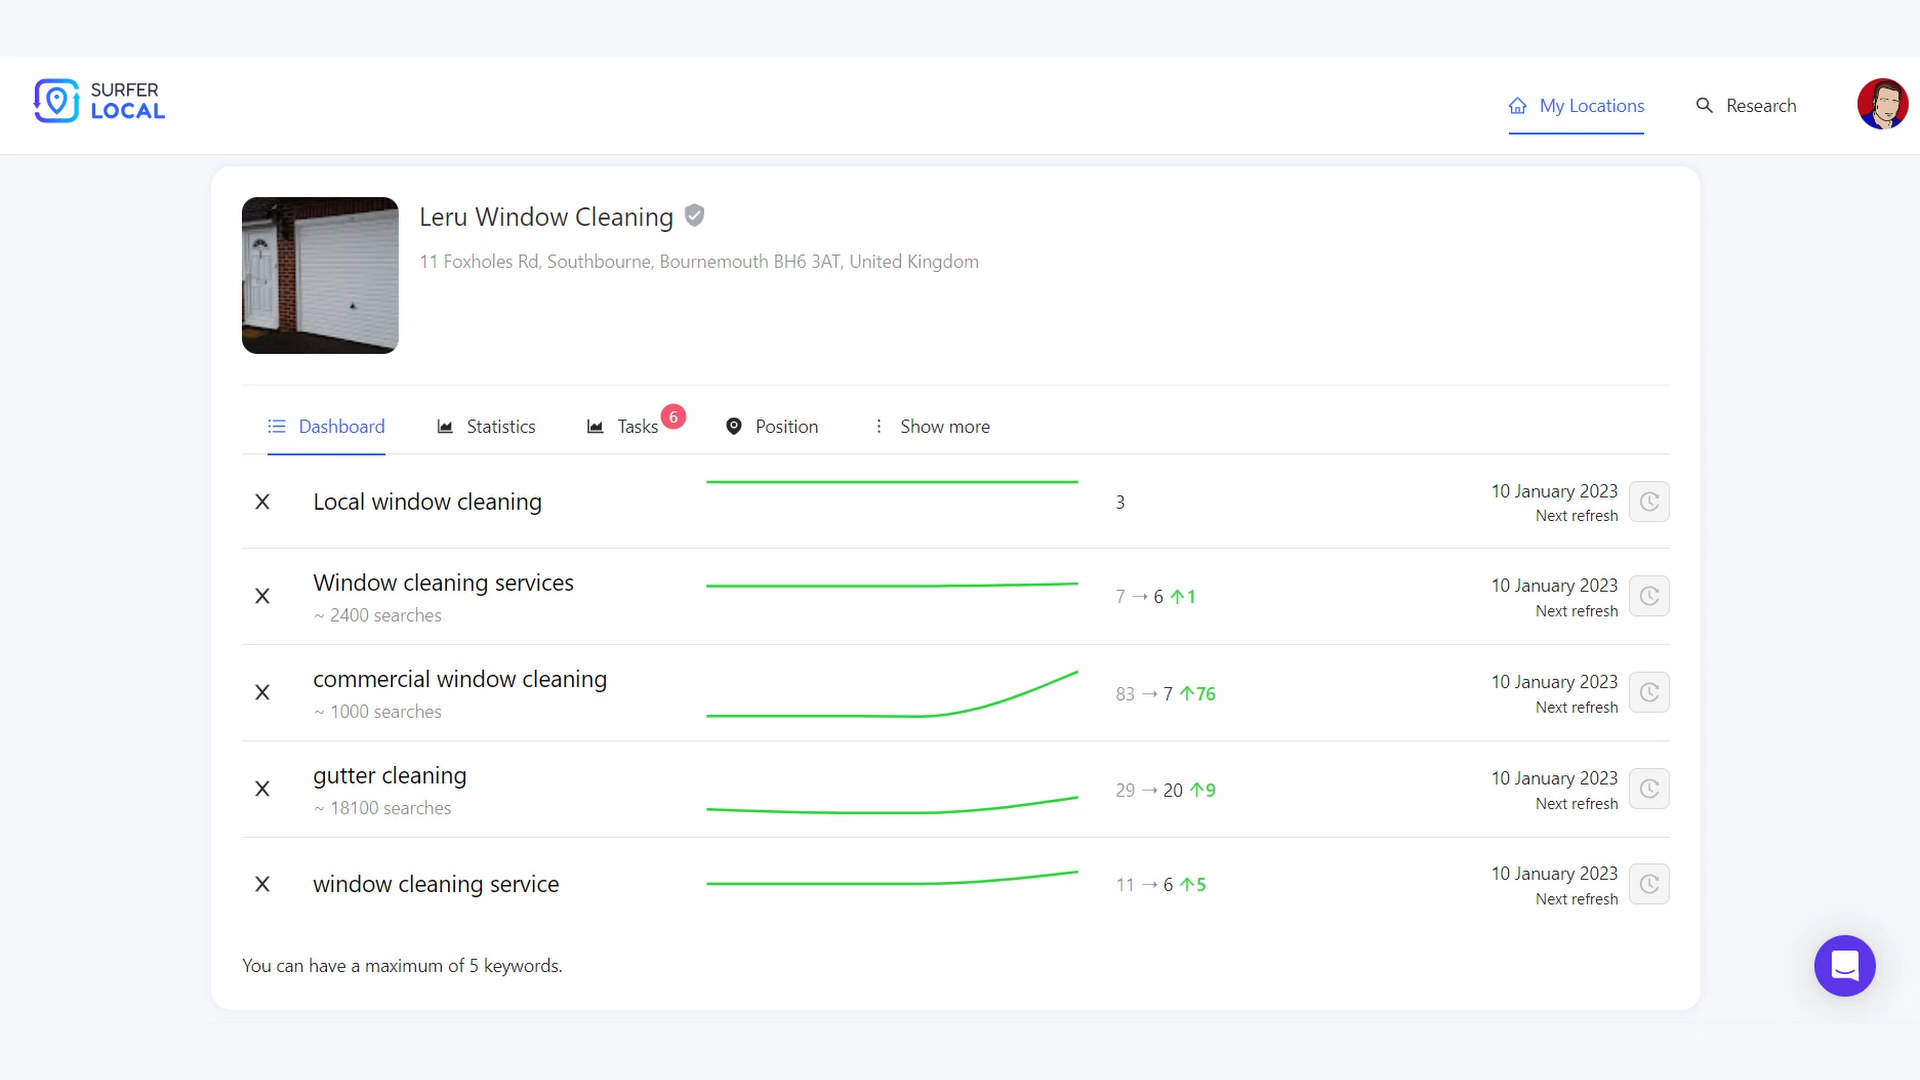 SURFER
LOCAL
My Locations
Research
Leru Window Cleaning
11 Foxholes Rd, Southbourne, Bournemouth BH6 3AT, United Kingdom
Dashboard
Statistics
Tasks
6
Position
Show more
Local window cleaning
3
10 January 2023
Next refresh
Window cleaning services
~ 2400 searches
7 → 6 ↑1
10 January 2023
Next refresh
commercial window cleaning
~ 1000 searches
83 → 7 ↑76
10 January 2023
Next refresh
gutter cleaning
~ 18100 searches
29 → 20 ↑9
10 January 2023
Next refresh
window cleaning service
11 → 6 ↑5
10 January 2023
Next refresh
You can have a maximum of 5 keywords.